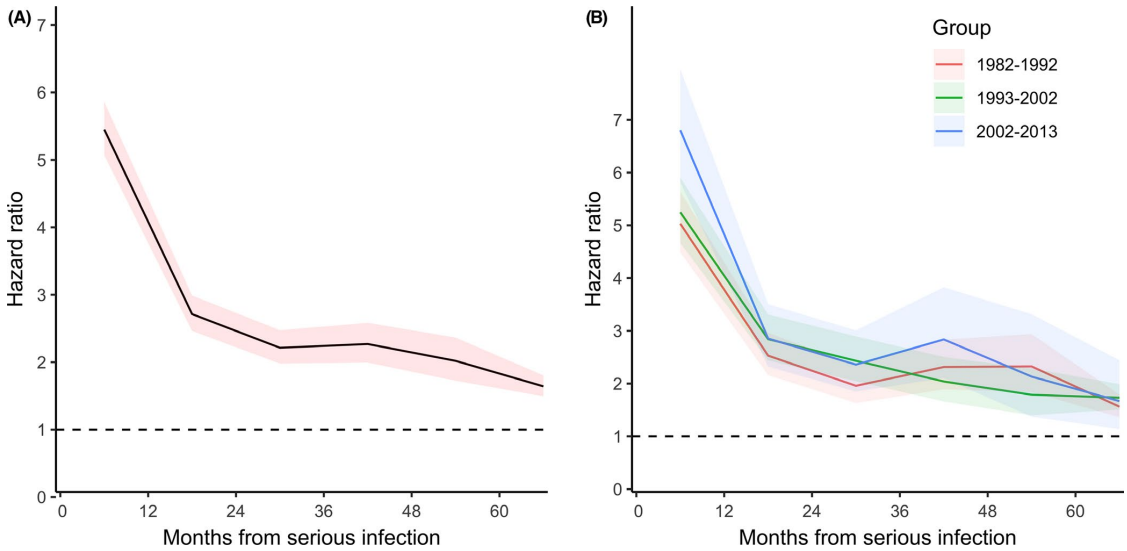 (A)
7
6
5
4
3
2
1
0
Hazard ratio
0 12 24 36 48 60
Months from serious infection
(B)
Group
1982-1992
1993-2002
2002-2013
7
6
5
4
3
2
1
0
Hazard ratio
0 12 24 36 48 60
Months from serious infection